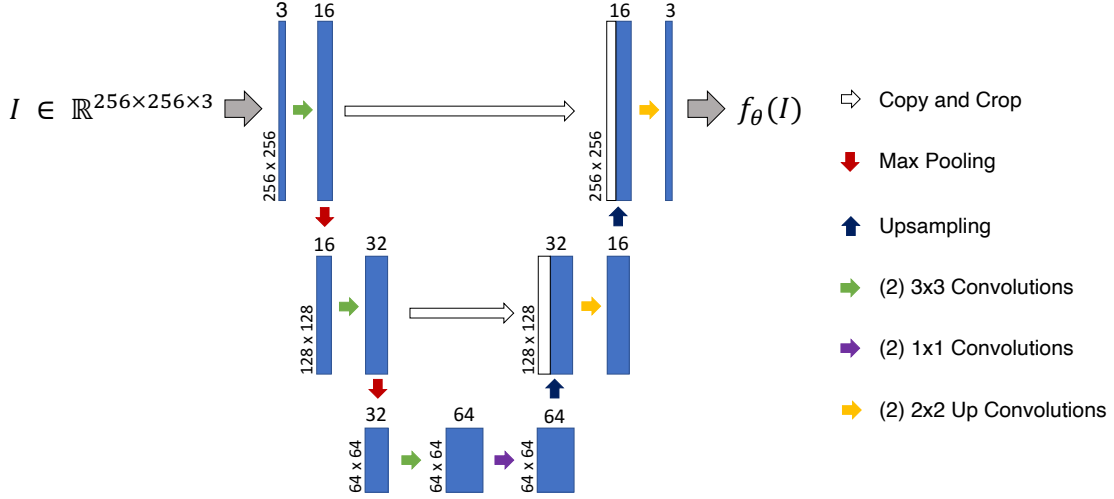 3 16 16 3
I ∈ ℝ^{256×256×3}
256 x 256
256 x 256
f_θ(I)
16 32 32 16
128 x 128
128 x 128
32 64 64
64 x 64
64 x 64
64 x 64
Copy and Crop
Max Pooling
Upsampling
(2) 3x3 Convolutions
(2) 1x1 Convolutions
(2) 2x2 Up Convolutions